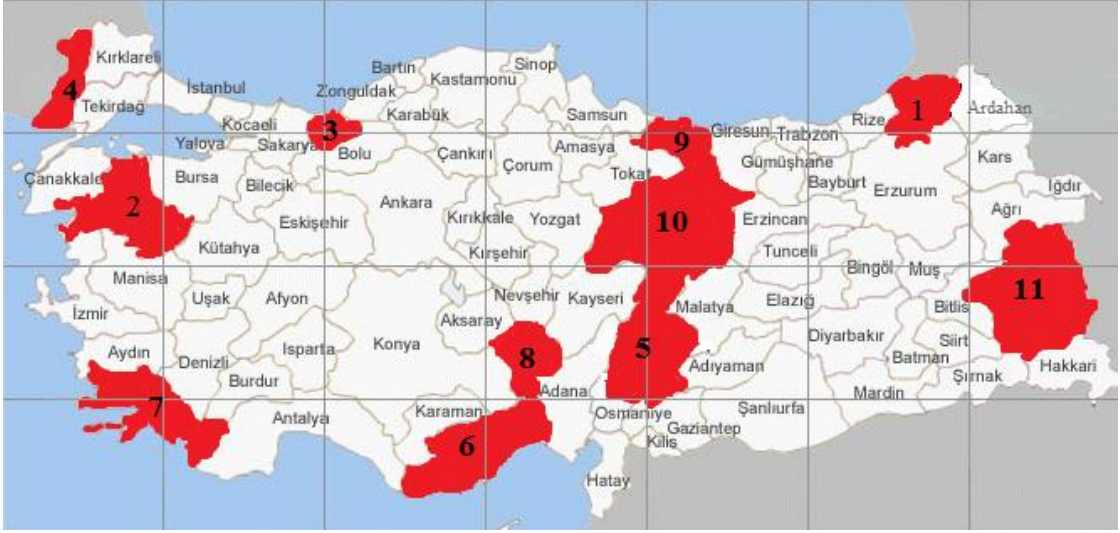 Kırklareli
Sinop
Bartın
Kastamonu
İstanbul
Zonguldak
4
Tekirdağ
Karabük
Samsun
1
Ardahan
Kocaeli
3
Rize
Giresun
Trabzon
Yalova
Sakarya
Bolu
Çankırı
Amasya
9
Kars
Çorum
Gümüşhane
Çanakkale
Bursa
Bilecik
Tokat
Bayburt
Erzurum
Iğdır
2
Ankara
Kırıkkale
Yozgat
10
Erzincan
Ağrı
Eskişehir
Kütahya
Kırşehir
Tunceli
Bingöl
Muş
Manisa
Uşak
Afyon
Nevşehir
Kayseri
Malatya
Elazığ
Bitlis
11
İzmir
Aksaray
Aydın
Isparta
Konya
8
5
Diyarbakır
Siirt
Denizli
Batman
Burdur
Adana
Adıyaman
Şırnak
Hakkari
Mardin
7
Antalya
Karaman
Osmaniye
Şanlıurfa
Gaziantep
6
Kilis
Hatay